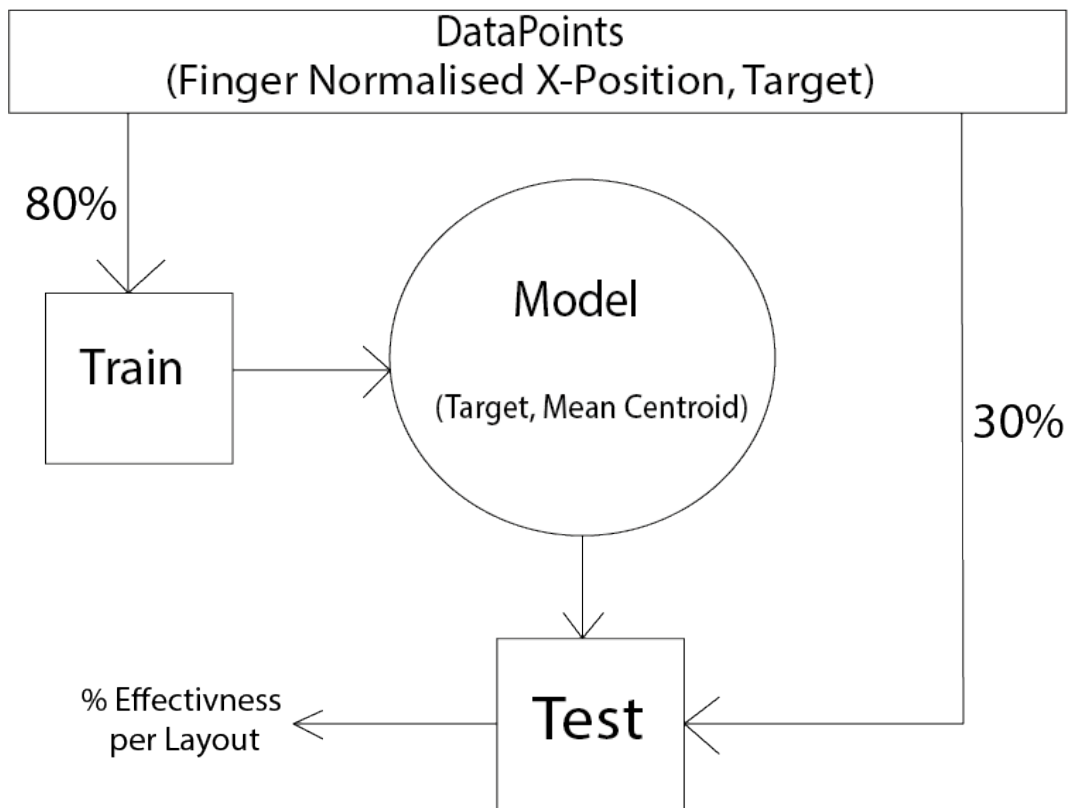 DataPoints
(Finger Normalised X-Position, Target)
80%
Model
Train
(Target, Mean Centroid)
30%
% Effectivness
per Layout
Test